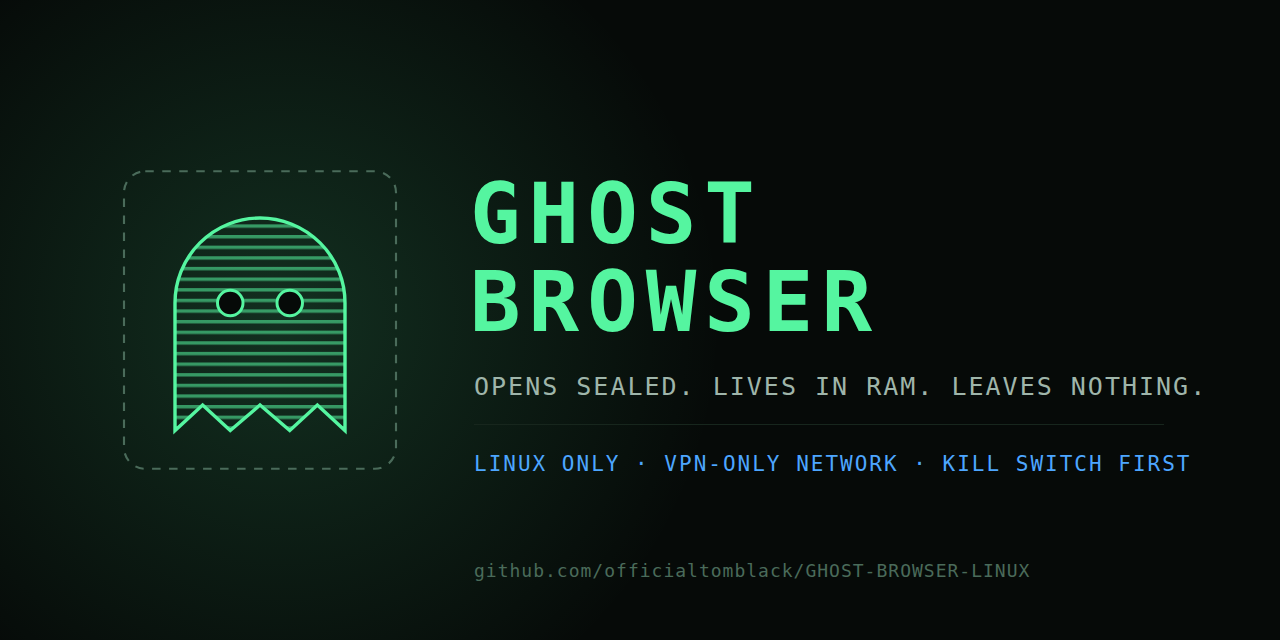 GHOST
BROWSER
OPENS SEALED. LIVES IN RAM. LEAVES NOTHING.
LINUX ONLY · VPN-ONLY NETWORK · KILL SWITCH FIRST
github.com/officialtomblack/GHOST-BROWSER-LINUX